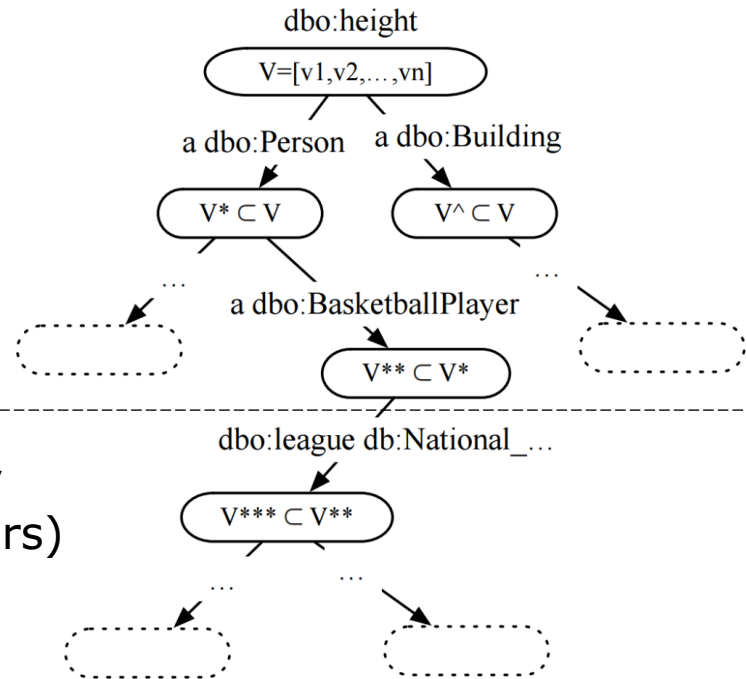 dbo:height
V=[v1,v2,...,vn]
a dbo:Person a dbo:Building
V* ⊂ V V^ ⊂ V
... ...
a dbo:BasketballPlayer
V** ⊂ V*
dbo:league db:National_...
V*** ⊂ V**
rs)
... ...